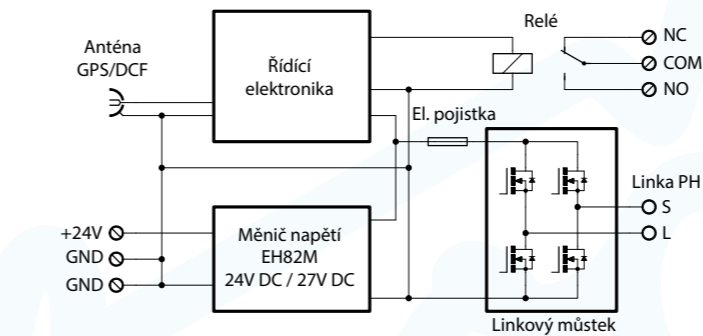 Relé
NC
COM
NO
Anténa
GPS/DCF
Řídící
elektronika
El. pojistka
Linka PH
S
L
+24V
GND
GND
Měnič napětí
EH82M
24V DC / 27V DC
Linkový můstek